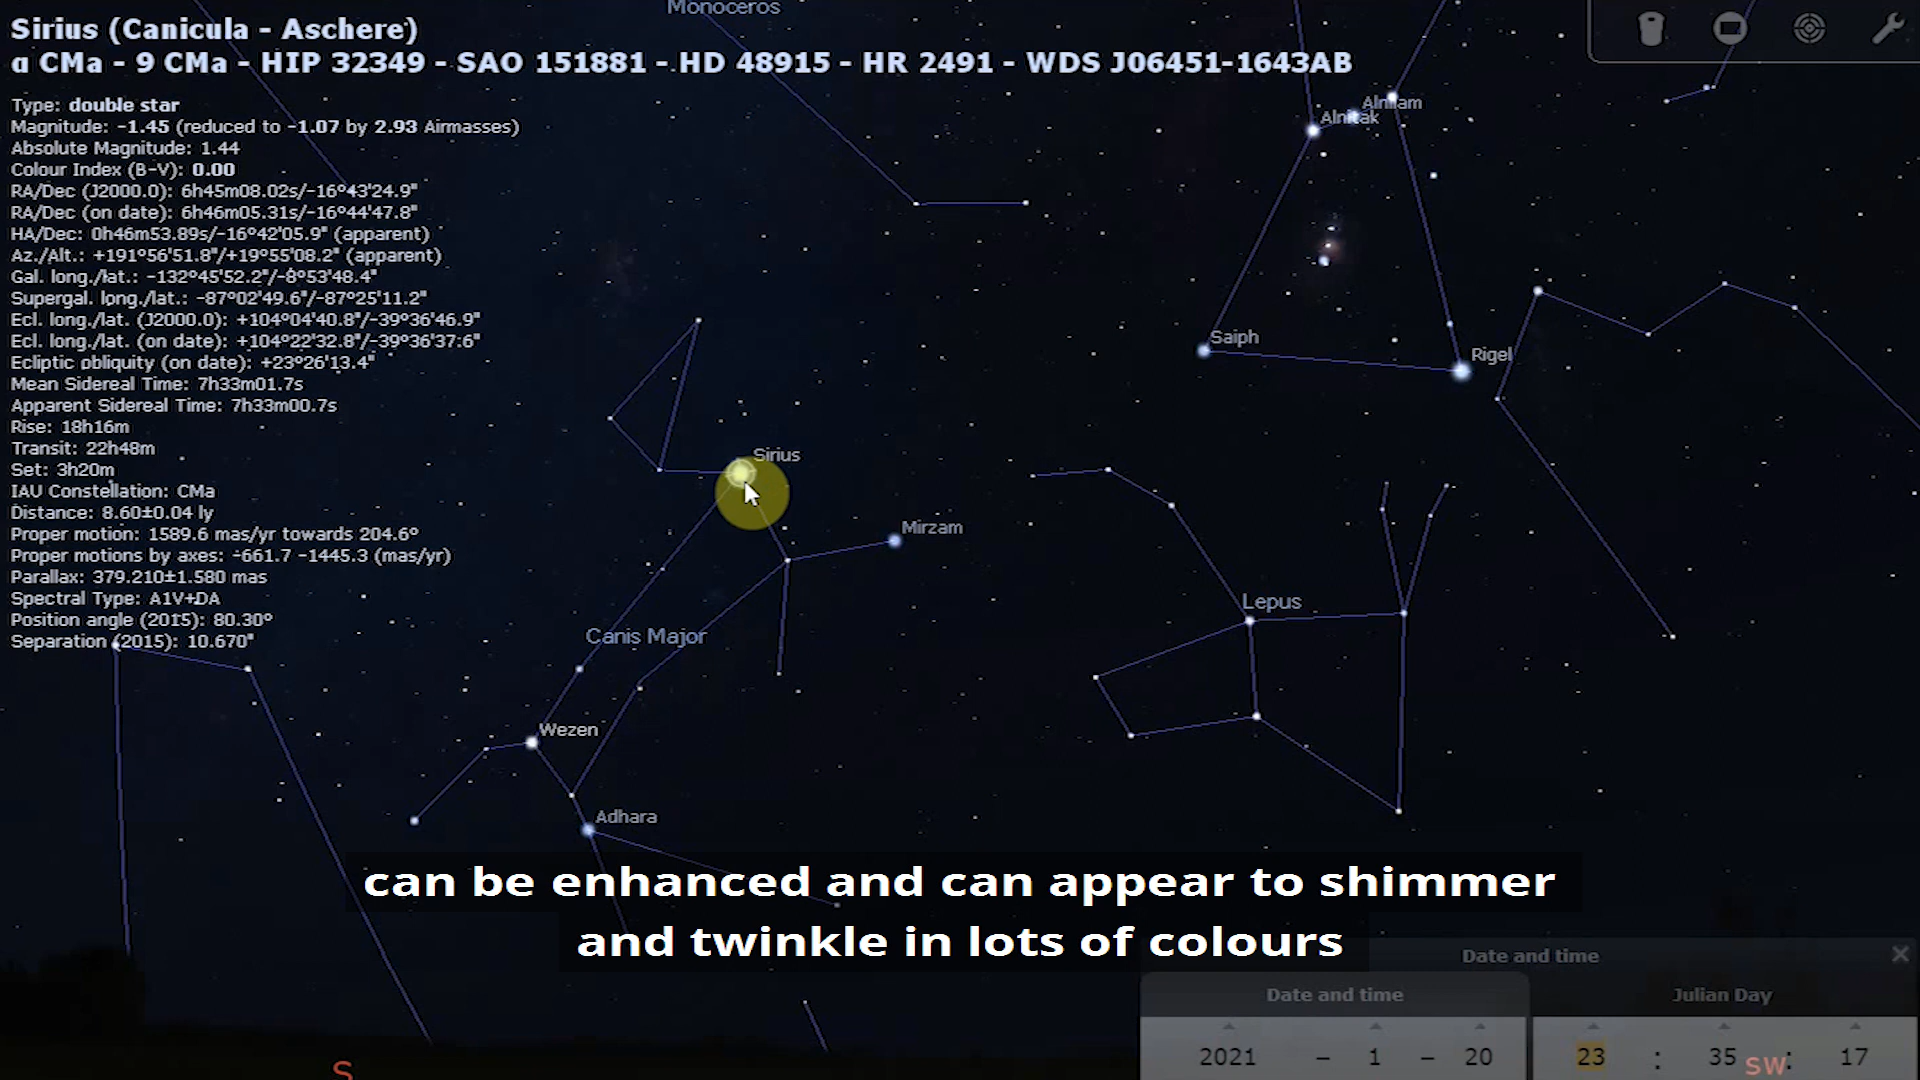 Monoceros
Sirius (Canicula - Aschere)
α CMa - 9 CMa - HIP 32349 - SAO 151881 - HD 48915 - HR 2491 - WDS J06451-1643AB
Type: double star
Magnitude: -1.45 (reduced to -1.07 by 2.93 Airmasses)
Absolute Magnitude: 1.44
Colour Index (B-V): 0.00
RA/Dec (J2000.0): 6h45m08.02s/-16°43'24.9"
RA/Dec (on date): 6h46m05.31s/-16°44'47.8"
HA/Dec: 0h46m53.89s/-16°42'05.9" (apparent)
Az./Alt.: +191°56'51.8"/+19°55'08.2" (apparent)
Gal. long./lat.: -132°45'52.2"/-8°53'48.4"
Supergal. long./lat.: -87°02'49.6"/-87°25'11.2"
Ecl. long./lat. (J2000.0): +104°04'40.8"/-39°36'46.9"
Ecl. long./lat. (on date): +104°22'32.8"/-39°36'37.6"
Ecliptic obliquity (on date): +23°26'13.4"
Mean Sidereal Time: 7h33m01.7s
Apparent Sidereal Time: 7h33m00.7s
Rise: 18h16m
Transit: 22h48m
Set: 3h20m
IAU Constellation: CMa
Distance: 8.60±0.04 ly
Proper motion: 1589.6 mas/yr towards 204.6°
Proper motions by axes: -661.7 -1445.3 (mas/yr)
Parallax: 379.210±1.580 mas
Spectral Type: A1V+DA
Position angle (2015): 80.30°
Separation (2015): 10.670"
Alnilam
Alnitak
Saiph
Rigel
Sirius
Mirzam
Lepus
Canis Major
Wezen
Adhara
can be enhanced and can appear to shimmer
and twinkle in lots of colours
Date and time
Date and time
Julian Day
2021 - 1 - 20
23 : 35 : 17
S
SW